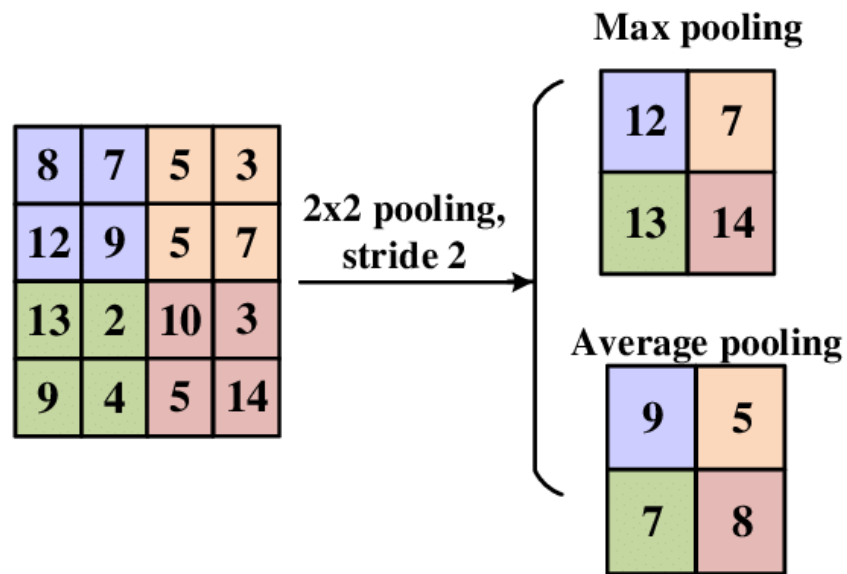 Max pooling
12 7
13 14
8 7 5 3
12 9 5 7
13 2 10 3
9 4 5 14
2x2 pooling,
stride 2
Average pooling
9 5
7 8